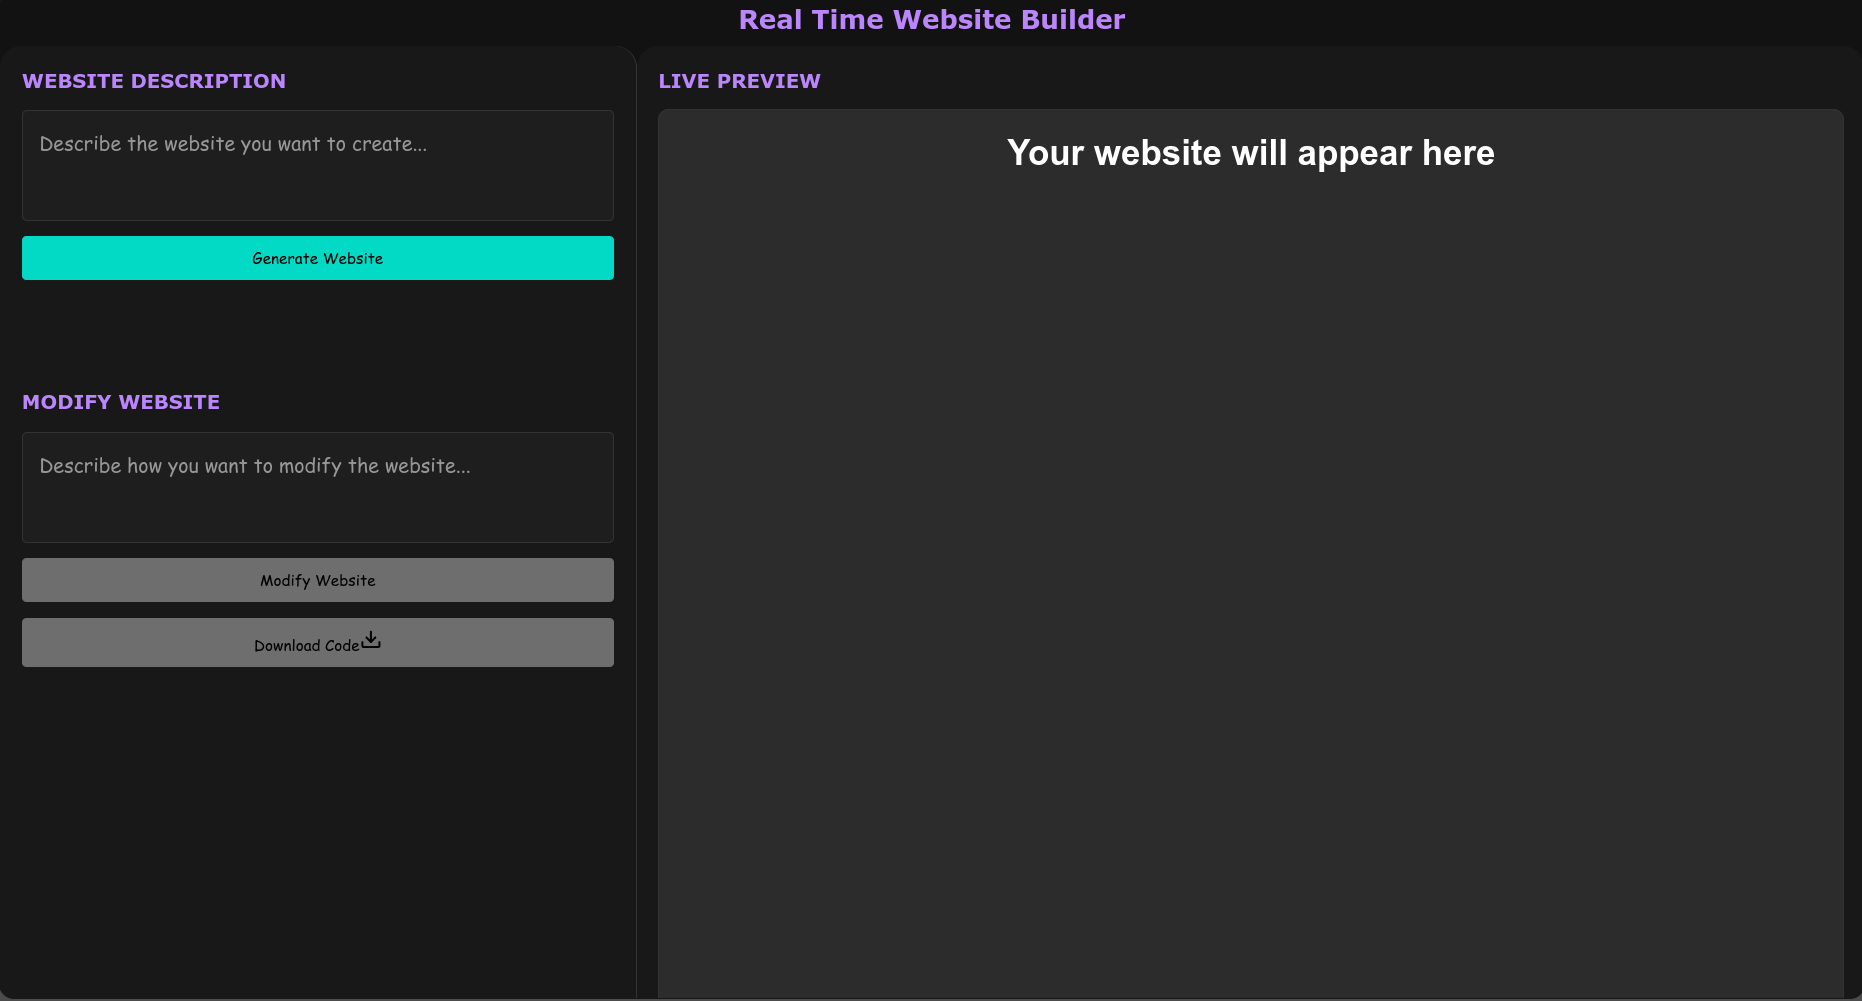 Real Time Website Builder
WEBSITE DESCRIPTION
Describe the website you want to create...
Generate Website
MODIFY WEBSITE
Describe how you want to modify the website...
Modify Website
Download Code
LIVE PREVIEW
Your website will appear here